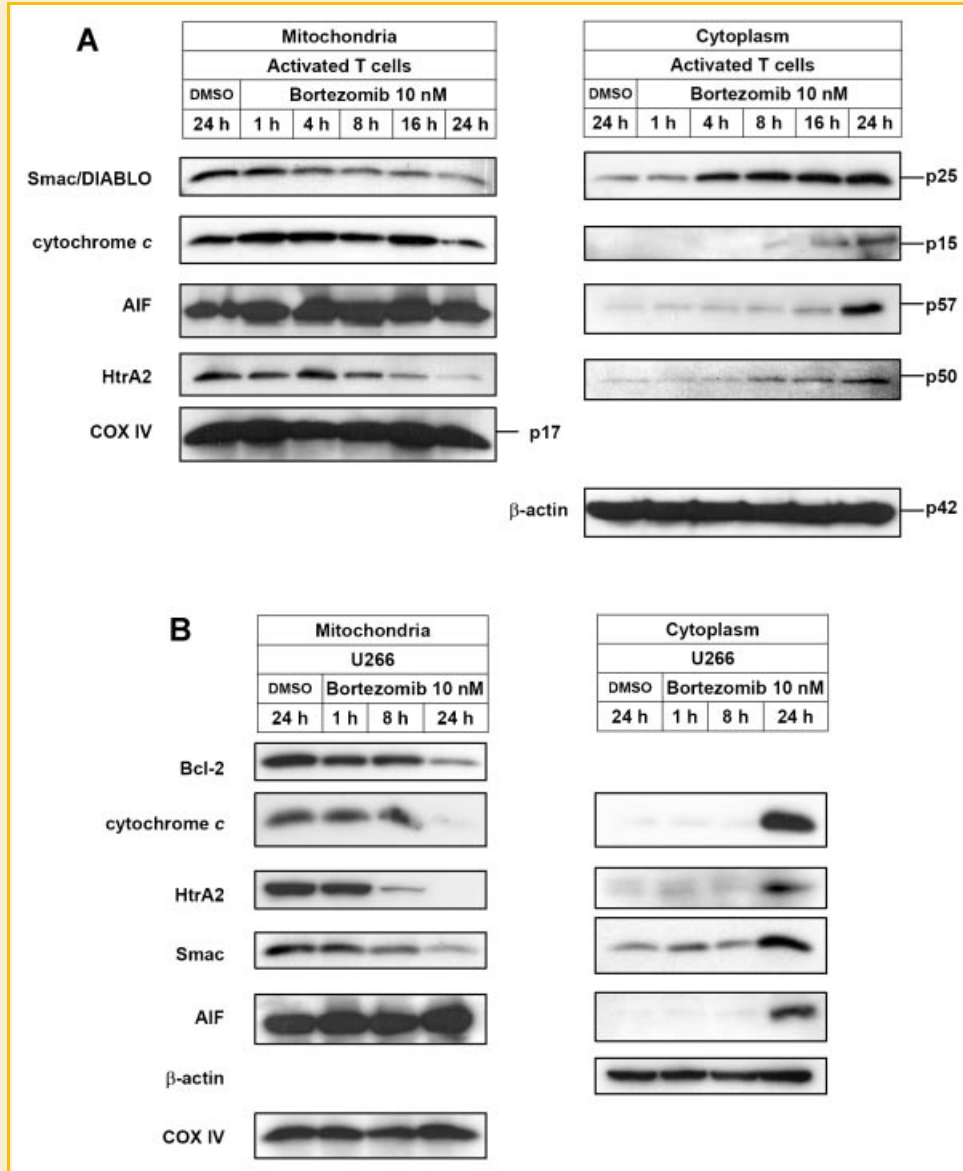 A
Mitochondria
Activated T cells
DMSO Bortezomib 10 nM
24 h 1 h 4 h 8 h 16 h 24 h
Cytoplasm
Activated T cells
DMSO Bortezomib 10 nM
24 h 1 h 4 h 8 h 16 h 24 h
Smac/DIABLO p25
cytochrome c p15
AIF p57
HtrA2 p50
COX IV p17
β-actin p42
B
Mitochondria
U266
DMSO Bortezomib 10 nM
24 h 1 h 8 h 24 h
Cytoplasm
U266
DMSO Bortezomib 10 nM
24 h 1 h 8 h 24 h
Bcl-2
cytochrome c
HtrA2
Smac
AIF
β-actin
COX IV